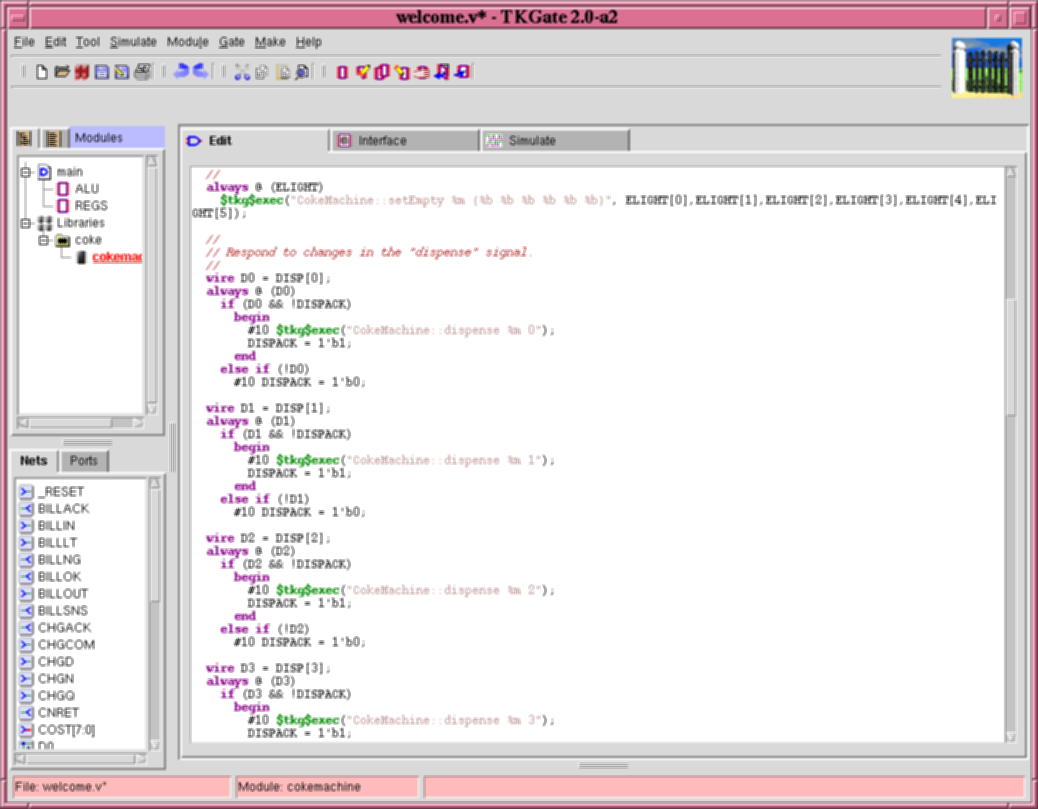 welcome.v* - TKGate 2.0-a2
File Edit Tool Simulate Module Gate Make Help
Modules
main
ALU
REGS
Libraries
coke
cokemac
Nets Ports
_RESET
BILLACK
BILLIN
BILLLT
BILLNG
BILLOK
BILLOUT
BILLSNS
CHGACK
CHGCOM
CHGD
CHGN
CHGQ
CNRET
COST[7:0]
D0
Edit Interface Simulate
//
always @ (ELIGHT)
$tkg$exec("CokeMachine::setEmpty %m (%b %b %b %b %b %b)", ELIGHT[0],ELIGHT[1],ELIGHT[2],ELIGHT[3],ELIGHT[4],ELI
GHT[5]);
//
// Respond to changes in the "dispense" signal.
//
wire D0 = DISP[0];
always @ (D0)
if (D0 && !DISPACK)
begin
#10 $tkg$exec("CokeMachine::dispense %m 0");
DISPACK = 1'b1;
end
else if (!D0)
#10 DISPACK = 1'b0;
wire D1 = DISP[1];
always @ (D1)
if (D1 && !DISPACK)
begin
#10 $tkg$exec("CokeMachine::dispense %m 1");
DISPACK = 1'b1;
end
else if (!D1)
#10 DISPACK = 1'b0;
wire D2 = DISP[2];
always @ (D2)
if (D2 && !DISPACK)
begin
#10 $tkg$exec("CokeMachine::dispense %m 2");
DISPACK = 1'b1;
end
else if (!D2)
#10 DISPACK = 1'b0;
wire D3 = DISP[3];
always @ (D3)
if (D3 && !DISPACK)
begin
#10 $tkg$exec("CokeMachine::dispense %m 3");
DISPACK = 1'b1;
File: welcome.v* Module: cokemachine